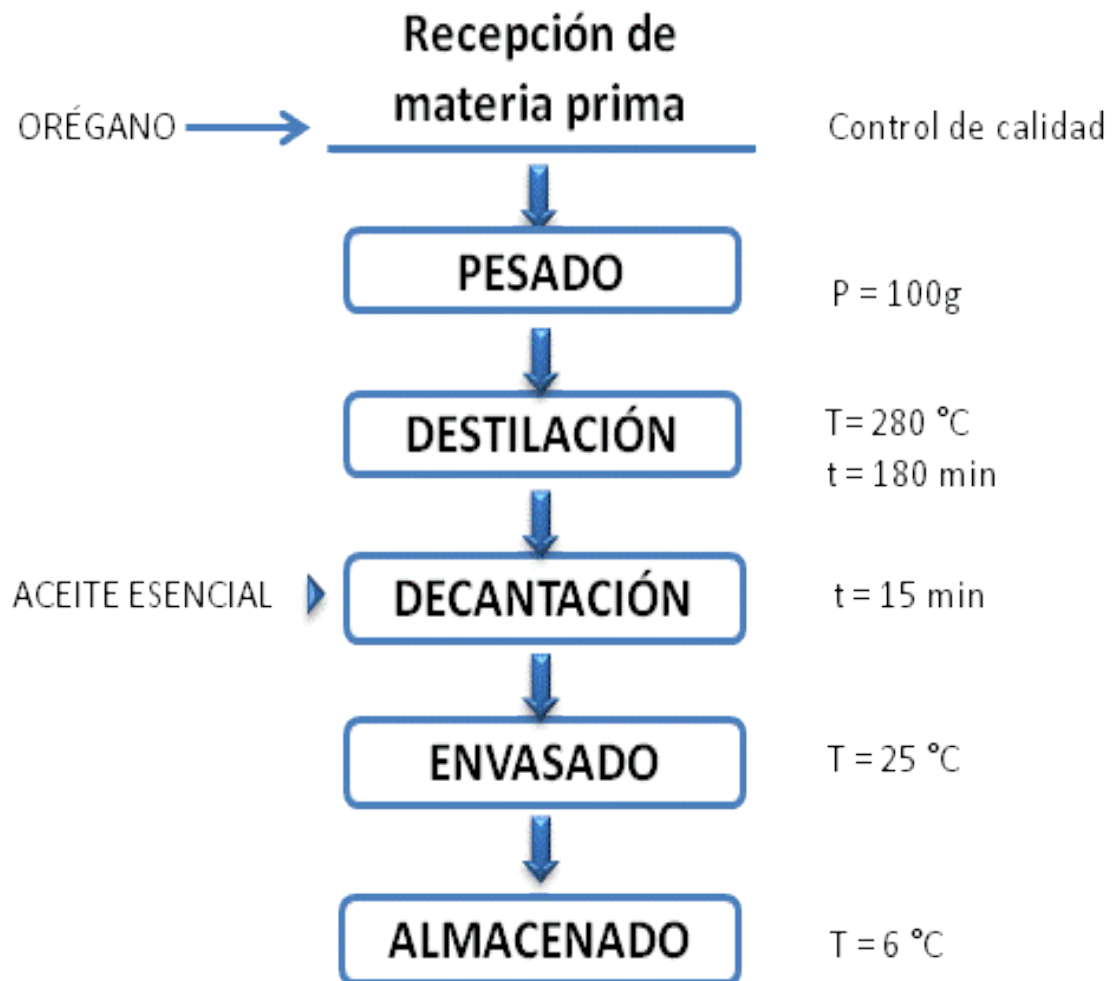 Recepción de
materia prima
ORÉGANO
Control de calidad
PESADO
P = 100g
DESTILACIÓN
T= 280 °C
t = 180 min
ACEITE ESENCIAL
DECANTACIÓN
t = 15 min
ENVASADO
T = 25 °C
ALMACENADO
T = 6 °C